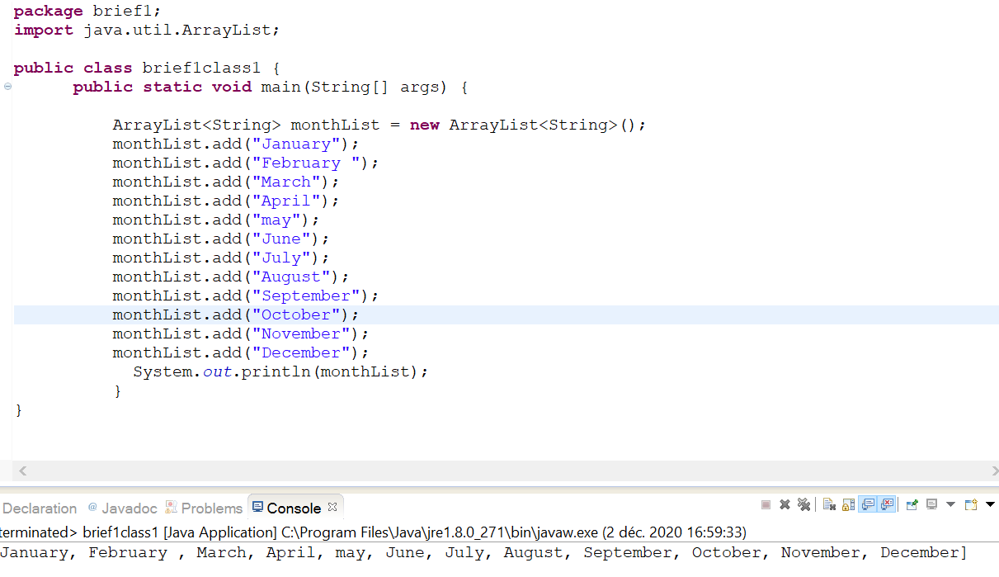 package brief1;
import java.util.ArrayList;
public class brief1class1 {
public static void main(String[] args) {
ArrayList<String> monthList = new ArrayList<String>();
monthList.add("January");
monthList.add("February ");
monthList.add("March");
monthList.add("April");
monthList.add("may");
monthList.add("June");
monthList.add("July");
monthList.add("August");
monthList.add("September");
monthList.add("October");
monthList.add("November");
monthList.add("December");
System.out.println(monthList);
}
}
Declaration @ Javadoc Problems Console
terminated> brief1class1 [Java Application] C:\Program Files\Java\jre1.8.0_271\bin\javaw.exe (2 déc. 2020 16:59:33)
January, February , March, April, may, June, July, August, September, October, November, December]